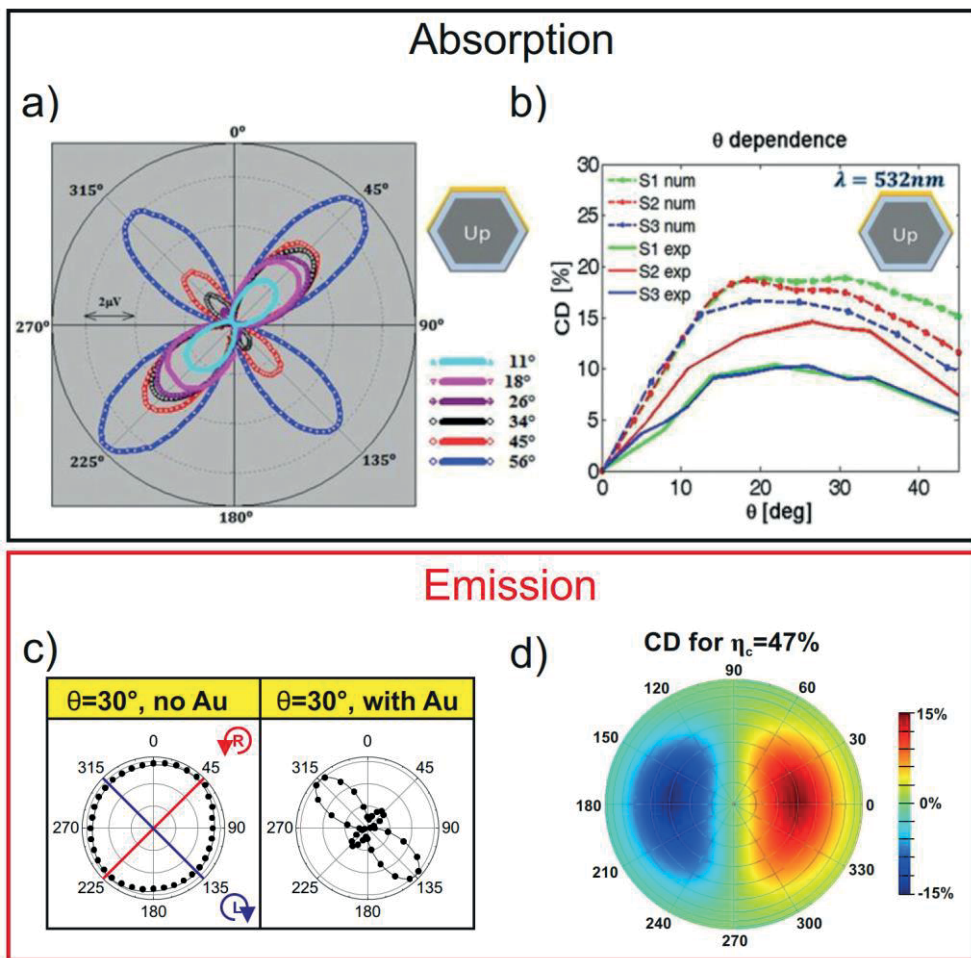 Absorption
a)
0°
45°
90°
135°
180°
225°
270°
315°
2μV
Up
11°
18°
26°
34°
45°
56°
b)
θ dependence
CD [%]
30
25
20
15
10
5
0
S1 num
S2 num
S3 num
S1 exp
S2 exp
S3 exp
λ = 532nm
Up
0 10 20 30 40
θ [deg]
Emission
c)
θ=30°, no Au
θ=30°, with Au
0
45
90
135
180
225
270
315
R
L
0
45
90
135
180
225
270
315
d)
CD for ηc=47%
90
60
30
0
330
300
270
240
210
180
150
120
15%
0%
-15%